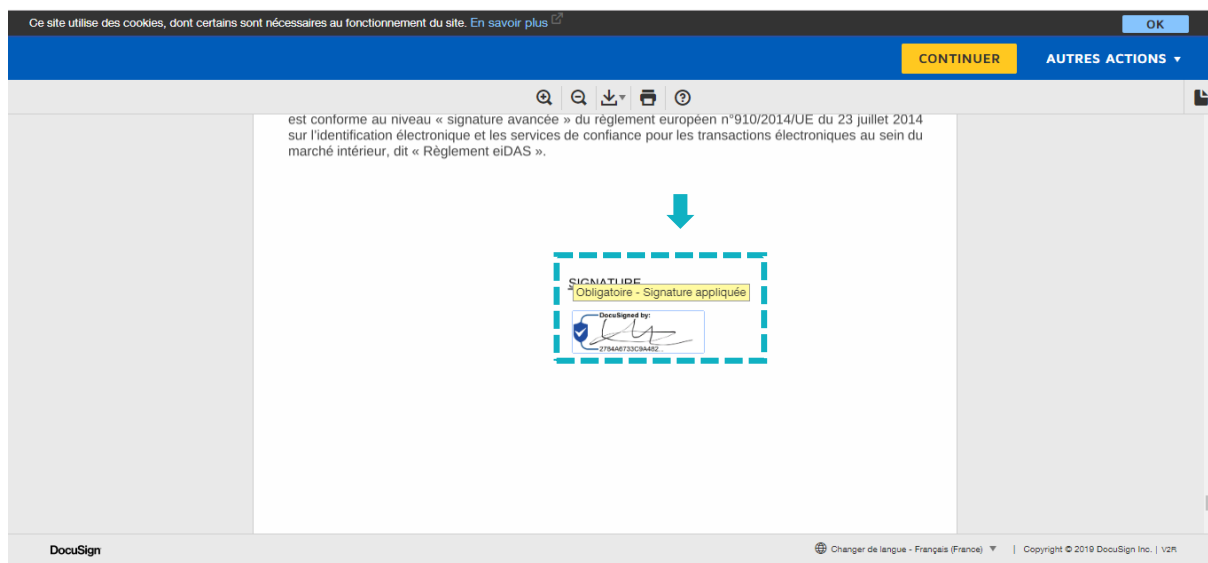 Ce site utilise des cookies, dont certains sont nécessaires au fonctionnement du site. En savoir plus
OK
CONTINUER
AUTRES ACTIONS
est conforme au niveau « signature avancée » du règlement européen n°910/2014/UE du 23 juillet 2014
sur l'identification électronique et les services de confiance pour les transactions électroniques au sein du
marché intérieur, dit « Règlement eiDAS ».
SIGNATURE
Obligatoire - Signature appliquée
DocuSigned by:
DocuSign
Changer de langue - Français (France) | Copyright © 2019 DocuSign Inc. | V2R